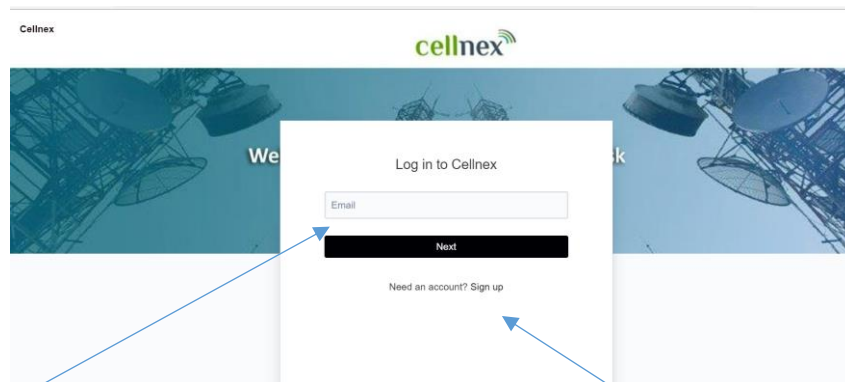 Cellnex
cellnex
We
k
Log in to Cellnex
Email
Next
Need an account? Sign up